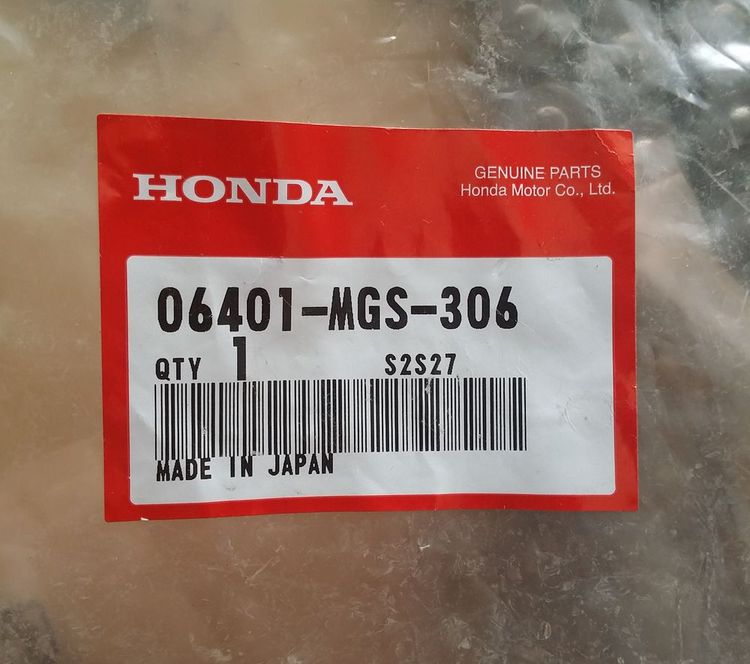 HONDA
GENUINE PARTS
Honda Motor Co., Ltd.
06401-MGS-306
QTY 1 S2S27
MADE IN JAPAN